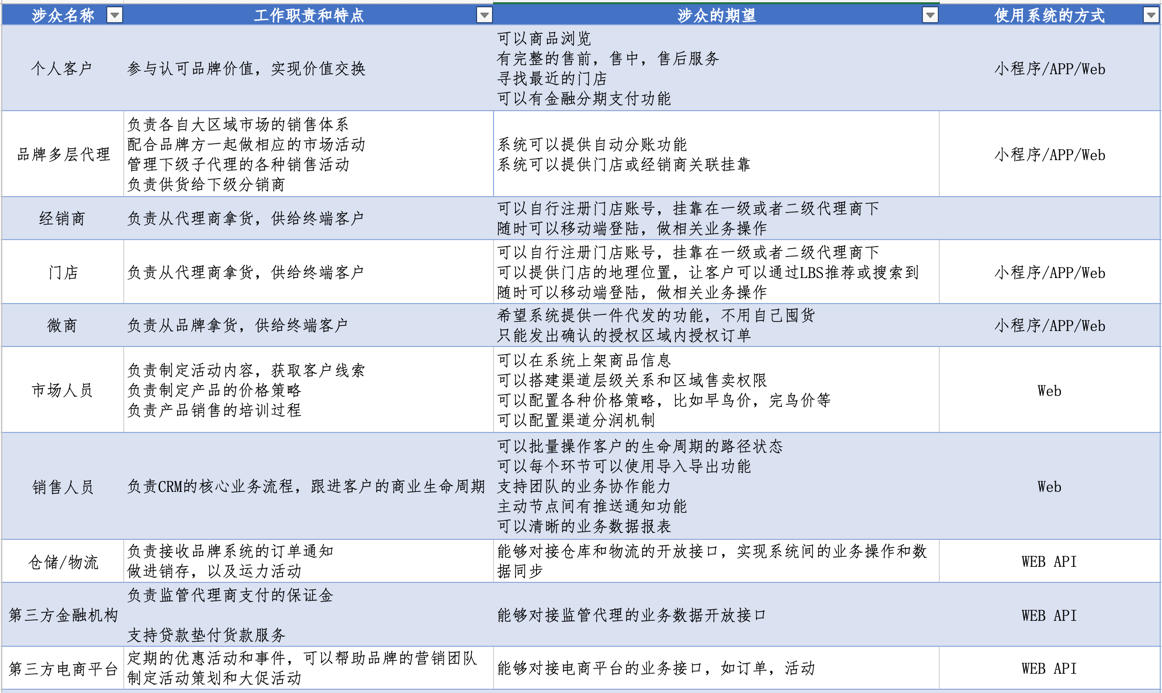 涉众名称 工作职责和特点 涉众的期望 使用系统的方式
个人客户
参与认可品牌价值，实现价值交换
可以商品浏览
有完整的售前，售中，售后服务
寻找最近的门店
可以有金融分期支付功能
小程序/APP/Web
品牌多层代理
负责各自大区域市场的销售体系
配合品牌方一起做相应的市场活动
管理下级子代理的各种销售活动
负责供货给下级分销商
系统可以提供自动分账功能
系统可以提供门店或经销商关联挂靠
小程序/APP/Web
经销商
负责从代理商拿货，供给终端客户
可以自行注册门店账号，挂靠在一级或者二级代理商下
随时可以移动端登陆，做相关业务操作
门店
负责从代理商拿货，供给终端客户
可以自行注册门店账号，挂靠在一级或者二级代理商下
可以提供门店的地理位置，让客户可以通过LBS推荐或搜索到
随时可以移动端登陆，做相关业务操作
小程序/APP/Web
微商
负责从品牌拿货，供给终端客户
希望系统提供一件代发的功能，不用自己囤货
只能发出确认的授权区域内授权订单
小程序/APP/Web
市场人员
负责制定活动内容，获取客户线索
负责制定产品的价格策略
负责产品销售的培训过程
可以在系统上架商品信息
可以搭建渠道层级关系和区域售卖权限
可以配置各种价格策略，比如早鸟价，完鸟价等
可以配置渠道分润机制
Web
销售人员
负责CRM的核心业务流程，跟进客户的商业生命周期
可以批量操作客户的生命周期的路径状态
可以每个环节可以使用导入导出功能
支持团队的业务协作能力
主动节点间有推送通知功能
可以清晰的业务数据报表
Web
仓储/物流
负责接收品牌系统的订单通知
做进销存，以及运力活动
能够对接仓库和物流的开放接口，实现系统间的业务操作和数
据同步
WEB API
第三方金融机构
负责监管代理商支付的保证金
支持贷款垫付货款服务
能够对接监管代理的业务数据开放接口
WEB API
第三方电商平台
定期的优惠活动和事件，可以帮助品牌的营销团队
制定活动策划和大促活动
能够对接电商平台的业务接口，如订单，活动
WEB API